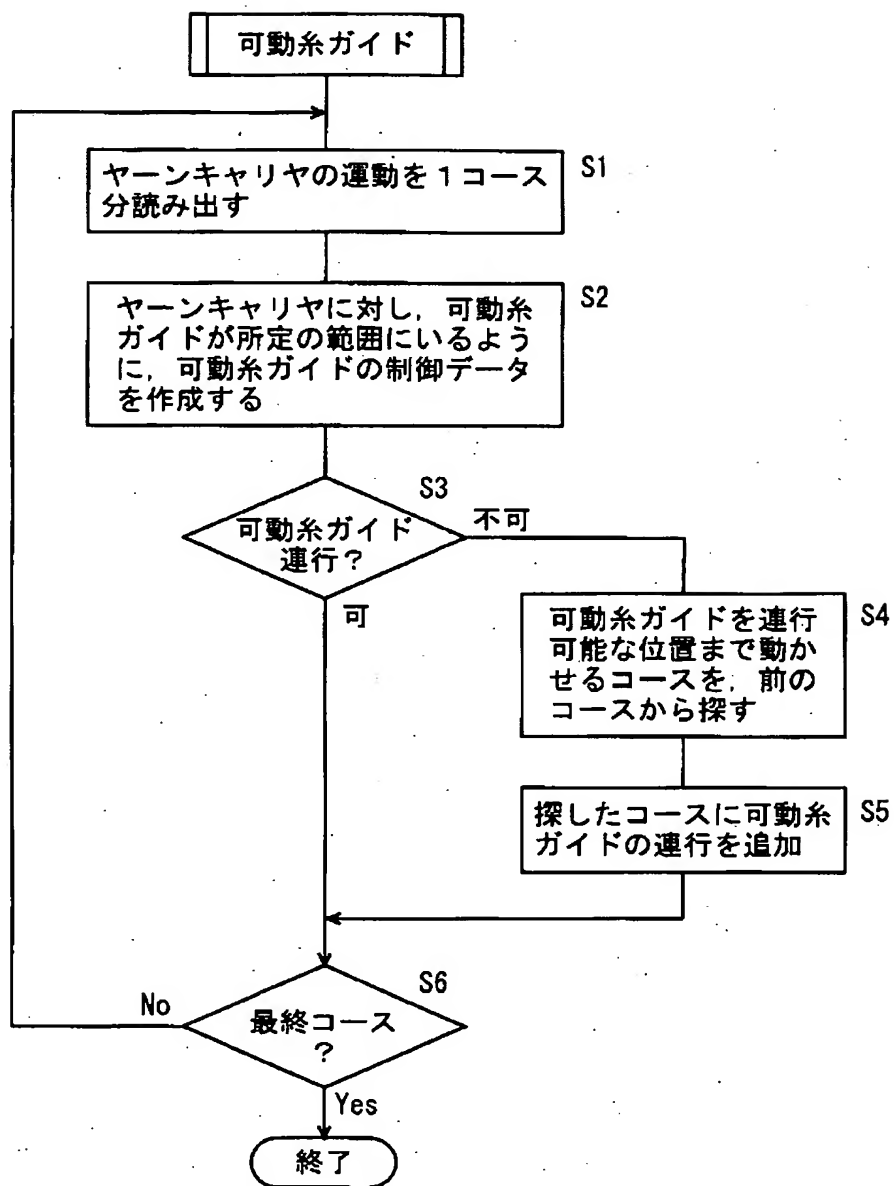 可動糸ガイド
ヤーンキャリヤの運動を1コース
分読み出す
S1
ヤーンキャリヤに対し，可動糸
ガイドが所定の範囲にいるよう
に，可動糸ガイドの制御データ
を作成する
S2
S3
可動糸ガイド
連行？
不可
可
可動糸ガイドを連行
可能な位置まで動か
せるコースを，前の
コースから探す
S4
探したコースに可動糸
ガイドの連行を追加
S5
S6
最終コース
？
No
Yes
終了